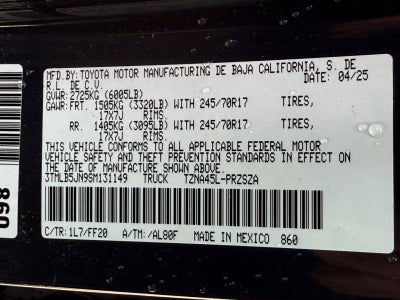 MFD.BY:TOYOTA MOTOR MANUFACTURING DE BAJA CALIFORNIA, S. DE
R.L. DE C.V. DATE: 04/25
GVWR: 2725KG (6005LB)
GAWR:FRT. 1505KG (3320LB) WITH 245/70R17 TIRES,
17X7J RIMS,
RR. 1405KG (3095LB) WITH 245/70R17 TIRES,
17X7J RIMS,
THIS VEHICLE CONFORMS TO ALL APPLICABLE FEDERAL MOTOR
VEHICLE SAFETY AND THEFT PREVENTION STANDARDS IN EFFECT ON
THE DATE OF MANUFACTURE SHOWN ABOVE.
3TMLB5JN9SM131149 TRUCK TZNA45L-PRZSZA
C/TR: 1L7/FF20 A/TM: /AL80F MADE IN MEXICO 860
860